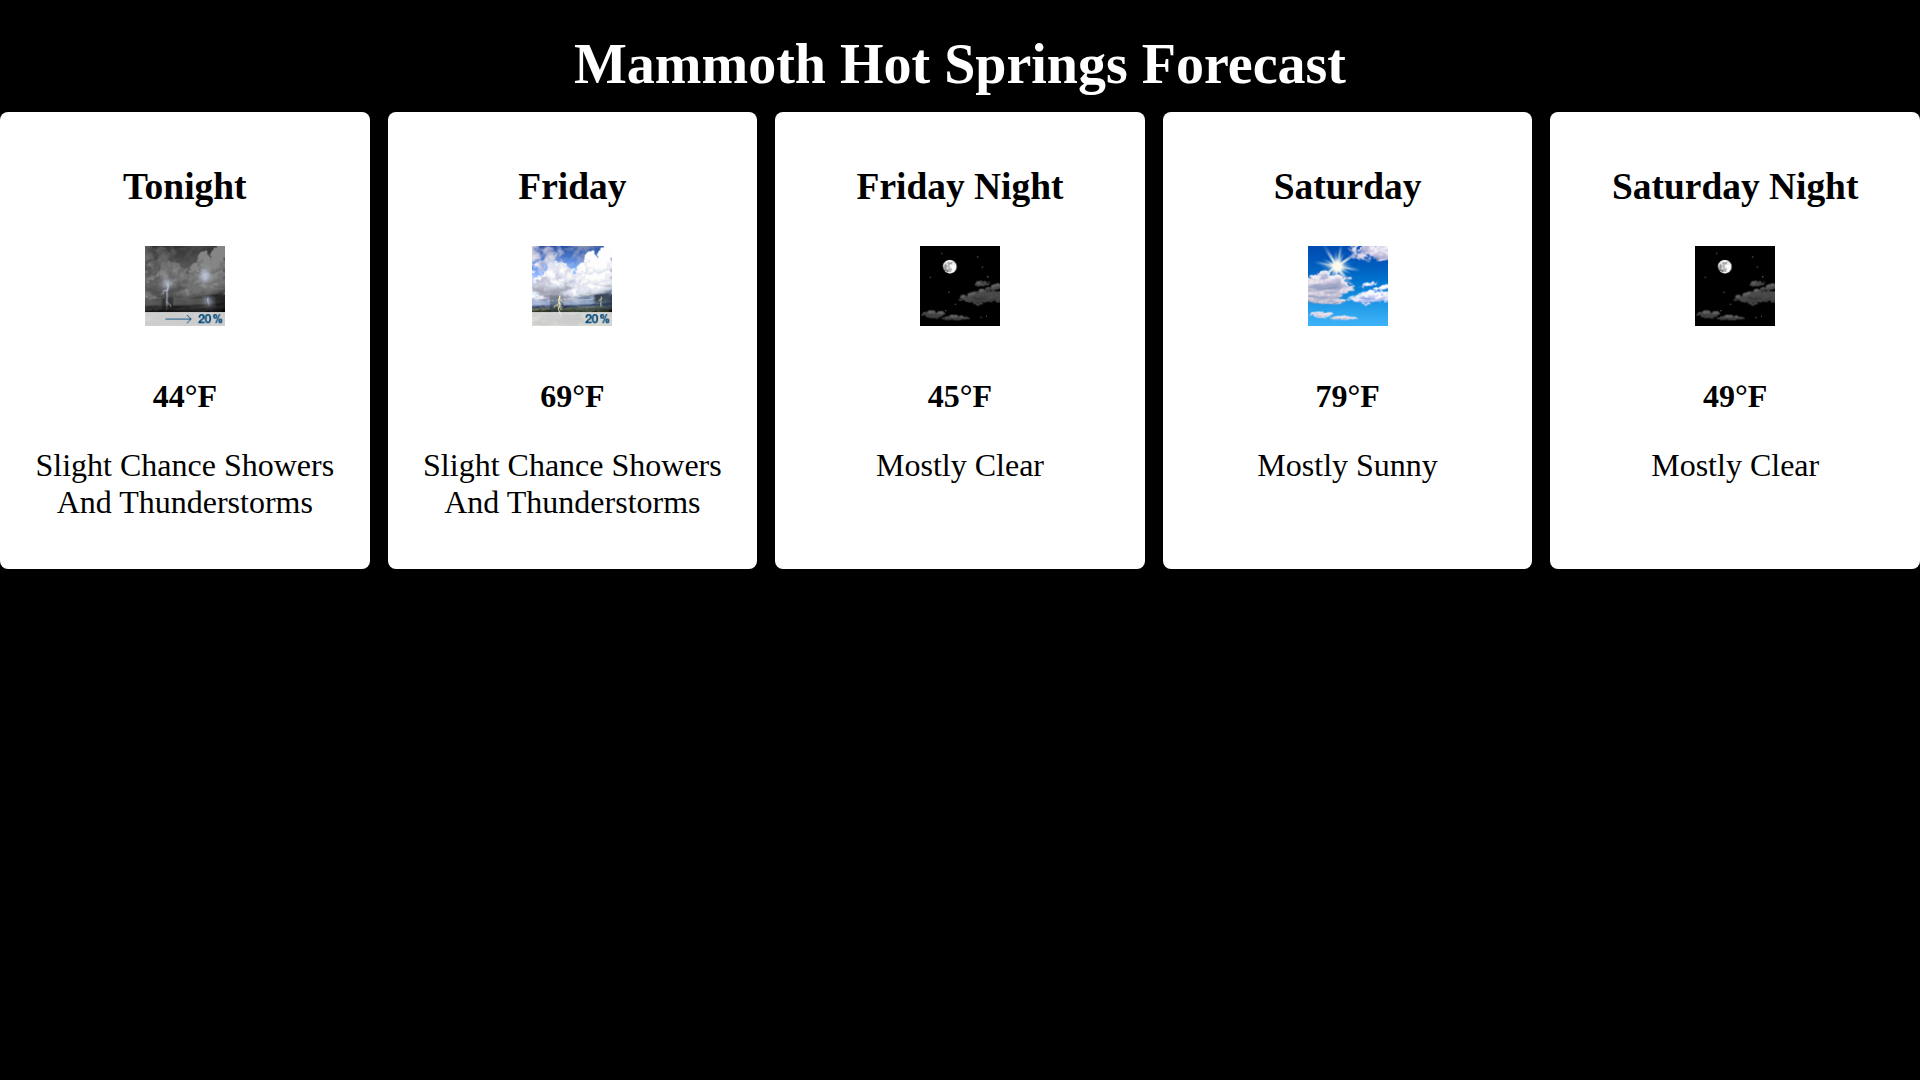 Mammoth Hot Springs Forecast
Tonight
20%
44°F
Slight Chance Showers
And Thunderstorms
Friday
20%
69°F
Slight Chance Showers
And Thunderstorms
Friday Night
45°F
Mostly Clear
Saturday
79°F
Mostly Sunny
Saturday Night
49°F
Mostly Clear